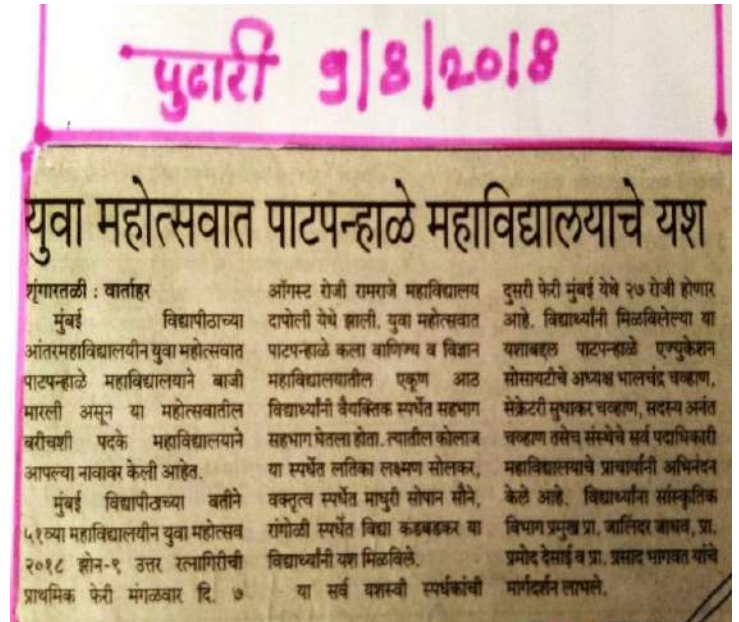 पुढारी 9/8/2018
युवा महोत्सवात पाटपन्हाळे महाविद्यालयाचे यश
शृंगारतळी : वार्ताहर
मुंबई विद्यापीठाच्या
आंतरमहाविद्यालयीन युवा महोत्सवात
पाटपन्हाळे महाविद्यालयाने बाजी
मारली असून या महोत्सवातील
बरीचशी पदके महाविद्यालयाने
आपल्या नावावर केली आहेत.
मुंबई विद्यापीठाच्या वतीने
५१व्या महाविद्यालयीन युवा महोत्सव
२०१८ झोन-९ उत्तर रत्नागिरीची
प्राथमिक फेरी मंगळवार दि. ७
ऑगस्ट रोजी रामराजे महाविद्यालय
दापोली येथे झाली. युवा महोत्सवात
पाटपन्हाळे कला वाणिज्य व विज्ञान
महाविद्यालयातील एकूण आठ
विद्यार्थ्यांनी वैयक्तिक स्पर्धेत सहभाग
सहभाग घेतला होता. त्यातील कोलाज
या स्पर्धेत लतिका लक्ष्मण सोलकर,
वक्तृत्व स्पर्धेत माधुरी सोपान सौने,
रांगोळी स्पर्धेत विद्या कडबडकर या
विद्यार्थ्यांनी यश मिळविले.
या सर्व यशस्वी स्पर्धकांची
दुसरी फेरी मुंबई येथे २७ रोजी होणार
आहे. विद्यार्थ्यांनी मिळविलेल्या या
यशाबद्दल पाटपन्हाळे एज्युकेशन
सोसायटीचे अध्यक्ष भालचंद्र चव्हाण,
सेक्रेटरी सुधाकर चव्हाण, सदस्य अनंत
चव्हाण तसेच संस्थेचे सर्व पदाधिकारी
महाविद्यालयाचे प्राचार्यांनी अभिनंदन
केले आहे. विद्यार्थ्यांना सांस्कृतिक
विभाग प्रमुख प्रा. जालिंदर जाधव, प्रा.
प्रमोद देसाई व प्रा. प्रसाद भागवत यांचे
मार्गदर्शन लाभले.